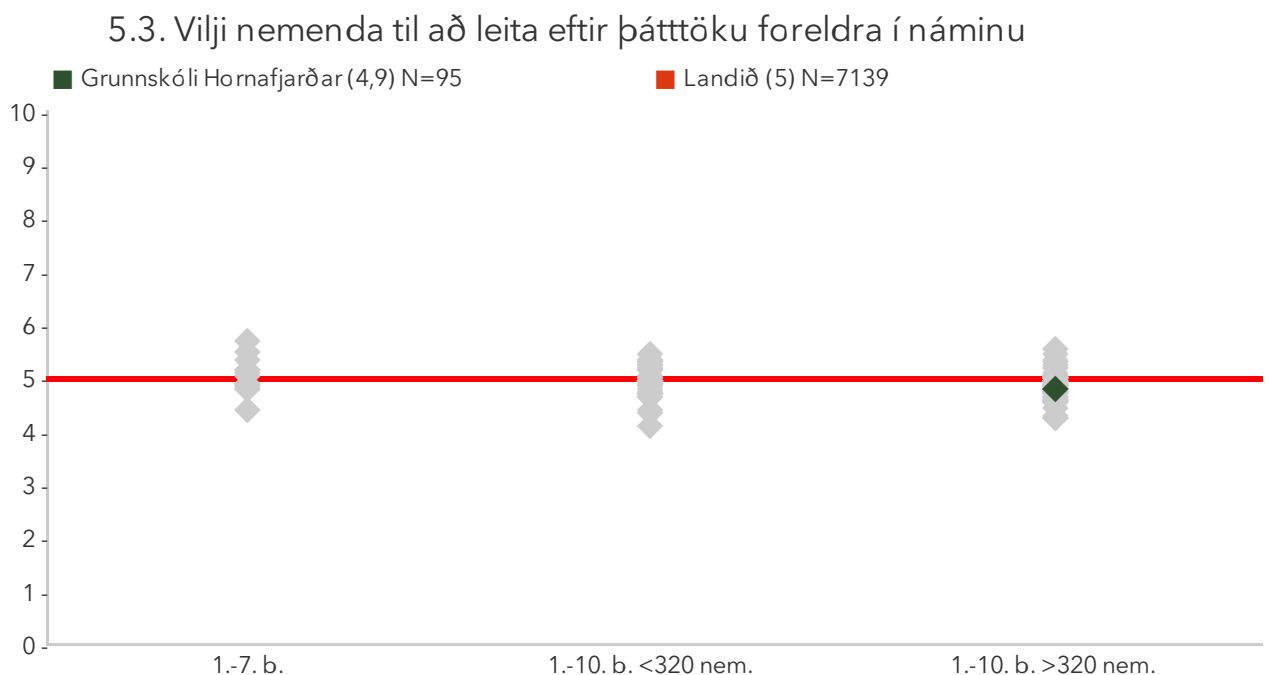 5.3. Vilji nemenda til að leita eftir þátttöku foreldra í náminu
Grunnskóli Hornafjarðar (4,9) N=95
Landið (5) N=7139
10
9
8
7
6
5
4
3
2
1
0
1.-7. b.
1.-10. b. <320 nem.
1.-10. b. >320 nem.